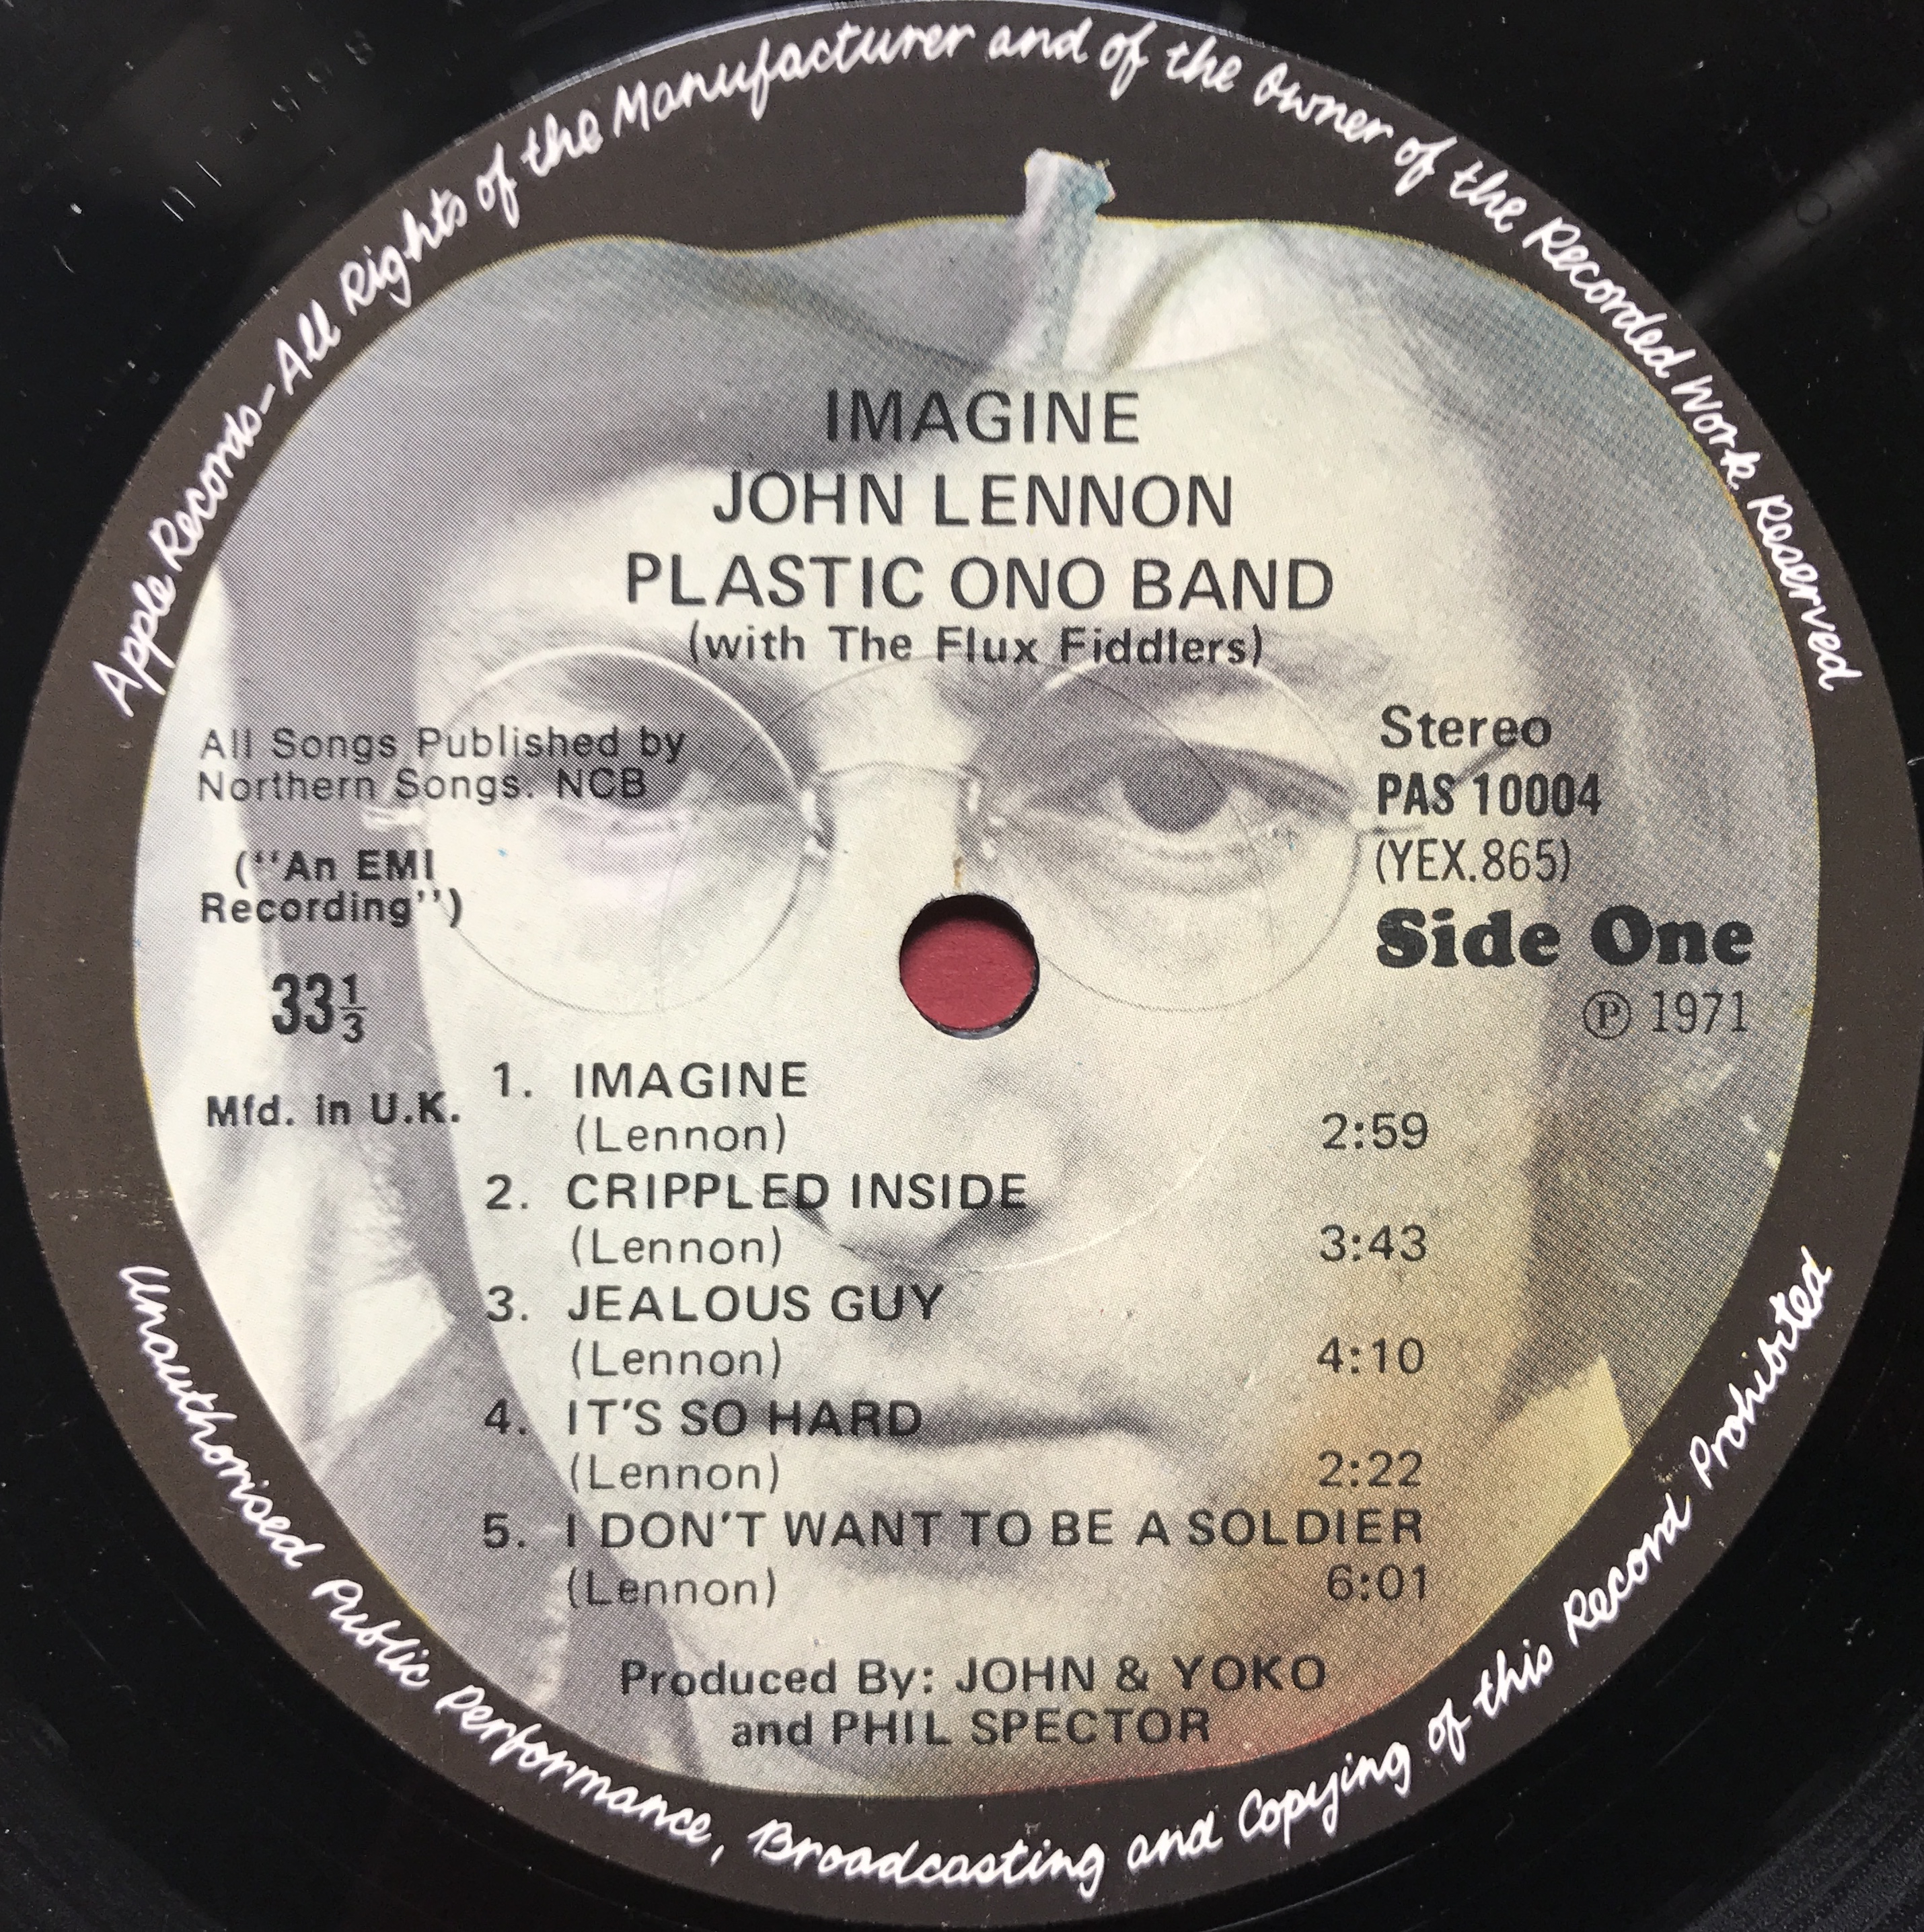 Apple Records-All Rights of the Manufacturer and of the Owner of the Recorded Work Reserved
IMAGINE
JOHN LENNON
PLASTIC ONO BAND
(with The Flux Fiddlers)
All Songs Published by
Northern Songs. NCB
(''An EMI
Recording'')
33⅓
Mfd. in U.K.
Stereo
PAS 10004
(YEX.865)
Side One
℗ 1971
1. IMAGINE
(Lennon) 2:59
2. CRIPPLED INSIDE
(Lennon) 3:43
3. JEALOUS GUY
(Lennon) 4:10
4. IT'S SO HARD
(Lennon) 2:22
5. I DON'T WANT TO BE A SOLDIER
(Lennon) 6:01
Produced By: JOHN & YOKO
and PHIL SPECTOR
Unauthorised Public Performance, Broadcasting and Copying of this Record Prohibited